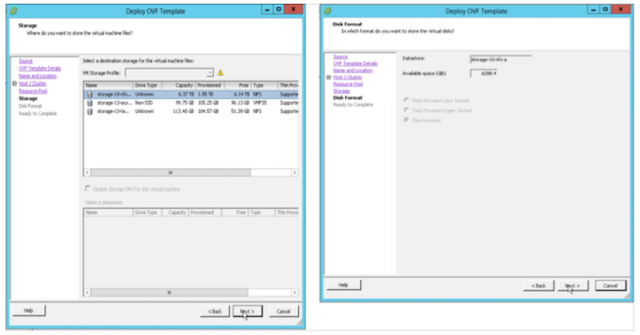 Deploy OVF Template
Storage
Where do you want to store the virtual machine files?
Source
OVF Template Details
Name and Location
Host / Cluster
Resource Pool
Storage
Disk Format
Ready to Complete
Select a destination storage for the virtual machine files:
VM Storage Profile:
Name Drive Type Capacity Provisioned Free Type Thin Prov
storage-10-nfs... Unknown 6.37 TB 1.55 TB 6.14 TB NFS Supporte
storage-13-iscs... Non-SSD 99.75 GB 105.25 GB 96.13 GB VMFS5 Supporte
storage-13-te... Unknown 113.40 GB 184.57 GB 51.39 GB NFS Supporte
Disable Storage DRS for this virtual machine
Select a datastore:
Name Drive Type Capacity Provisioned Free Type Thin Prov
Help < Back Next > Cancel
Deploy OVF Template
Disk Format
In which format do you want to store the virtual disks?
Source
OVF Template Details
Name and Location
Host / Cluster
Resource Pool
Storage
Disk Format
Ready to Complete
Datastore: storage-10-nfs-a
Available space (GB): 6288.4
Thick Provision Lazy Zeroed
Thick Provision Eager Zeroed
Thin Provision
Help < Back Next > Cancel